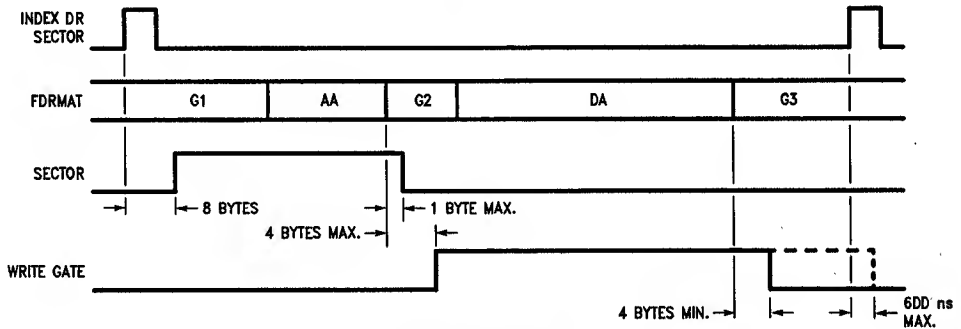 INDEX DR
SECTOR
FDRMAT
G1 AA G2 DA G3
SECTOR
8 BYTES
1 BYTE MAX.
4 BYTES MAX.
WRITE GATE
4 BYTES MIN.
6DD ns
MAX.